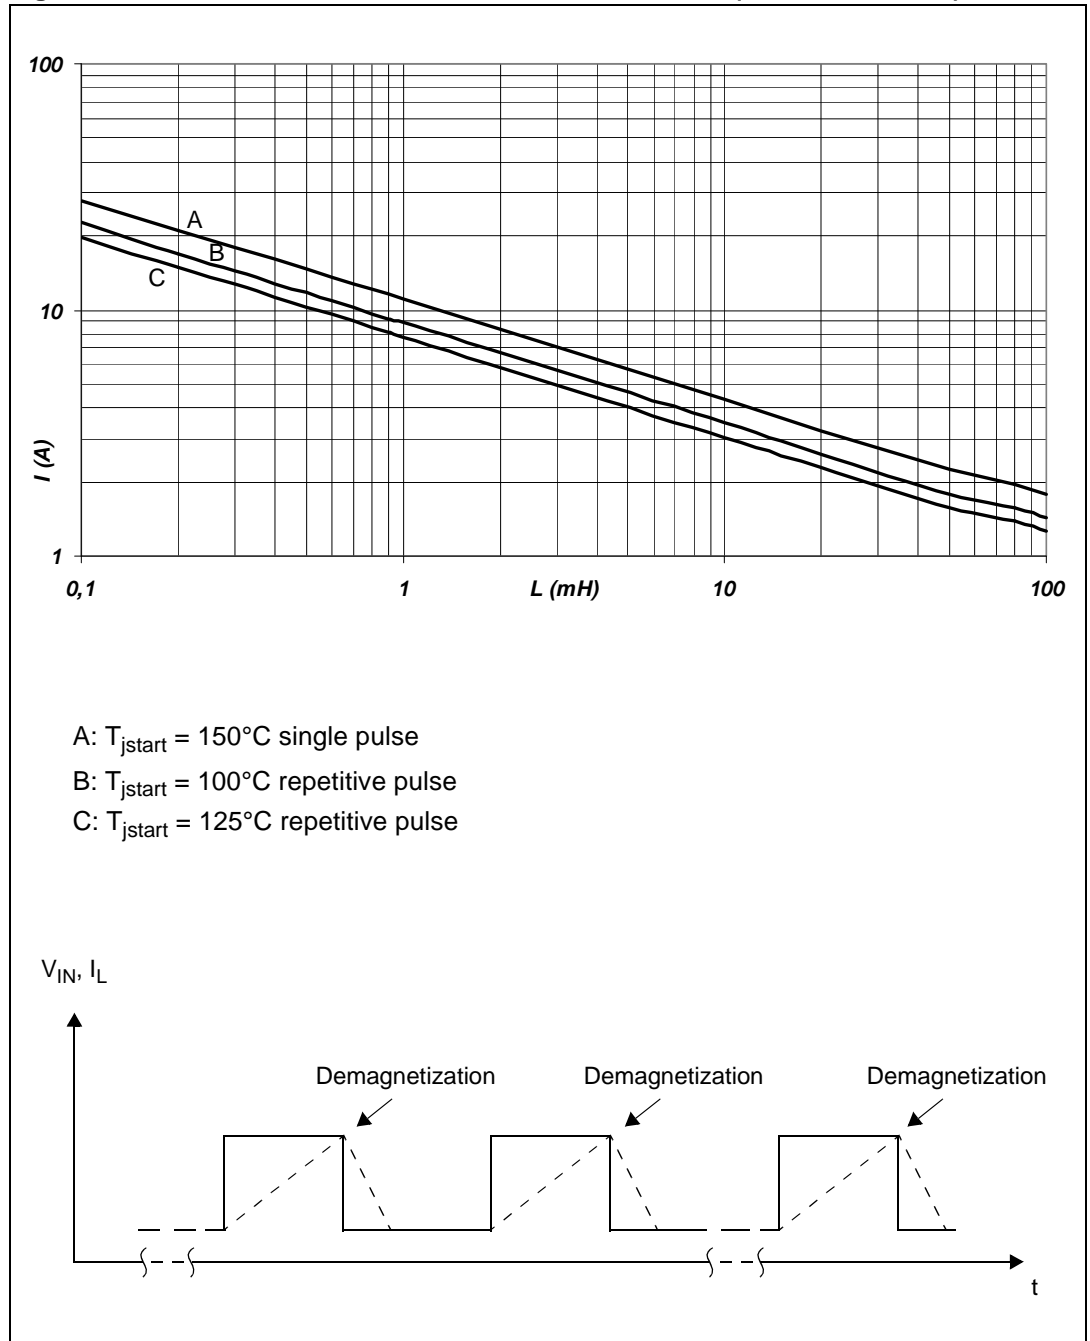 100
A
B
C
10
I (A)
1
0,1
1
L (mH)
10
100
A: Tjstart = 150°C single pulse
B: Tjstart = 100°C repetitive pulse
C: Tjstart = 125°C repetitive pulse
VIN, IL
Demagnetization
Demagnetization
Demagnetization
t